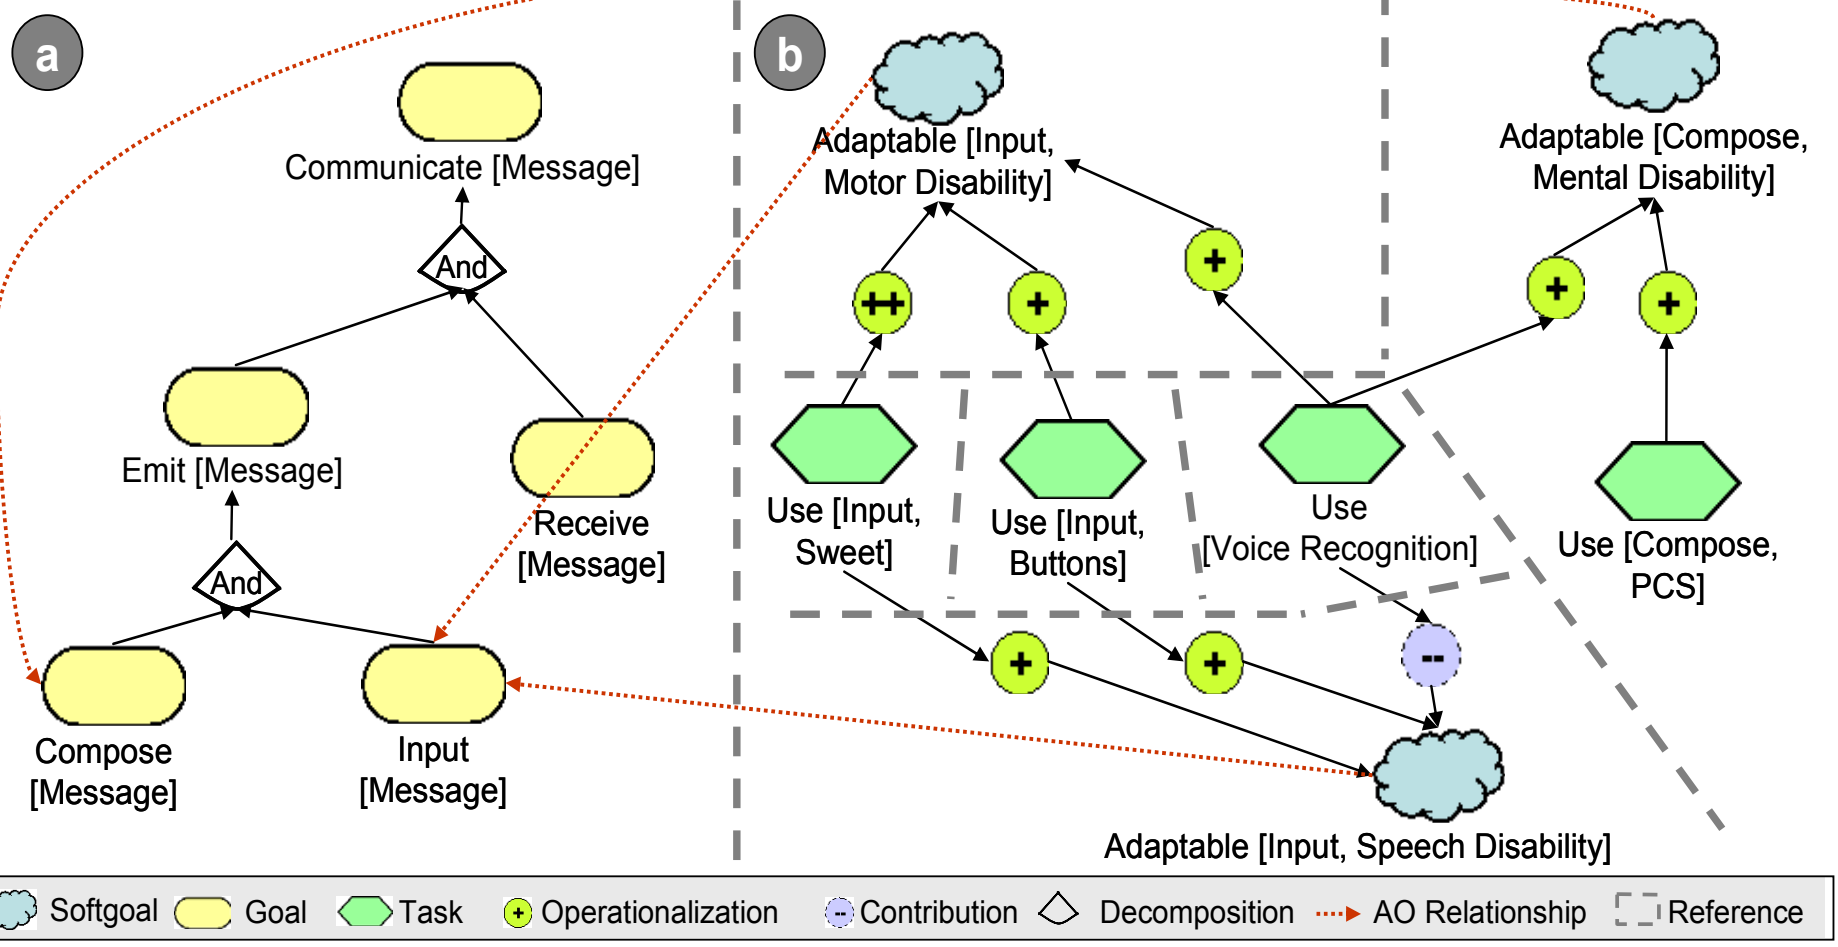 a
b
Communicate [Message]
And
Emit [Message]
Receive
[Message]
And
Compose
[Message]
Input
[Message]
Adaptable [Input,
Motor Disability]
Adaptable [Compose,
Mental Disability]
++
+
+
+
+
Use [Input,
Sweet]
Use [Input,
Buttons]
Use
[Voice Recognition]
Use [Compose,
PCS]
+
+
--
Adaptable [Input, Speech Disability]
Softgoal
Goal
Task
+ Operationalization
-- Contribution
Decomposition
AO Relationship
Reference